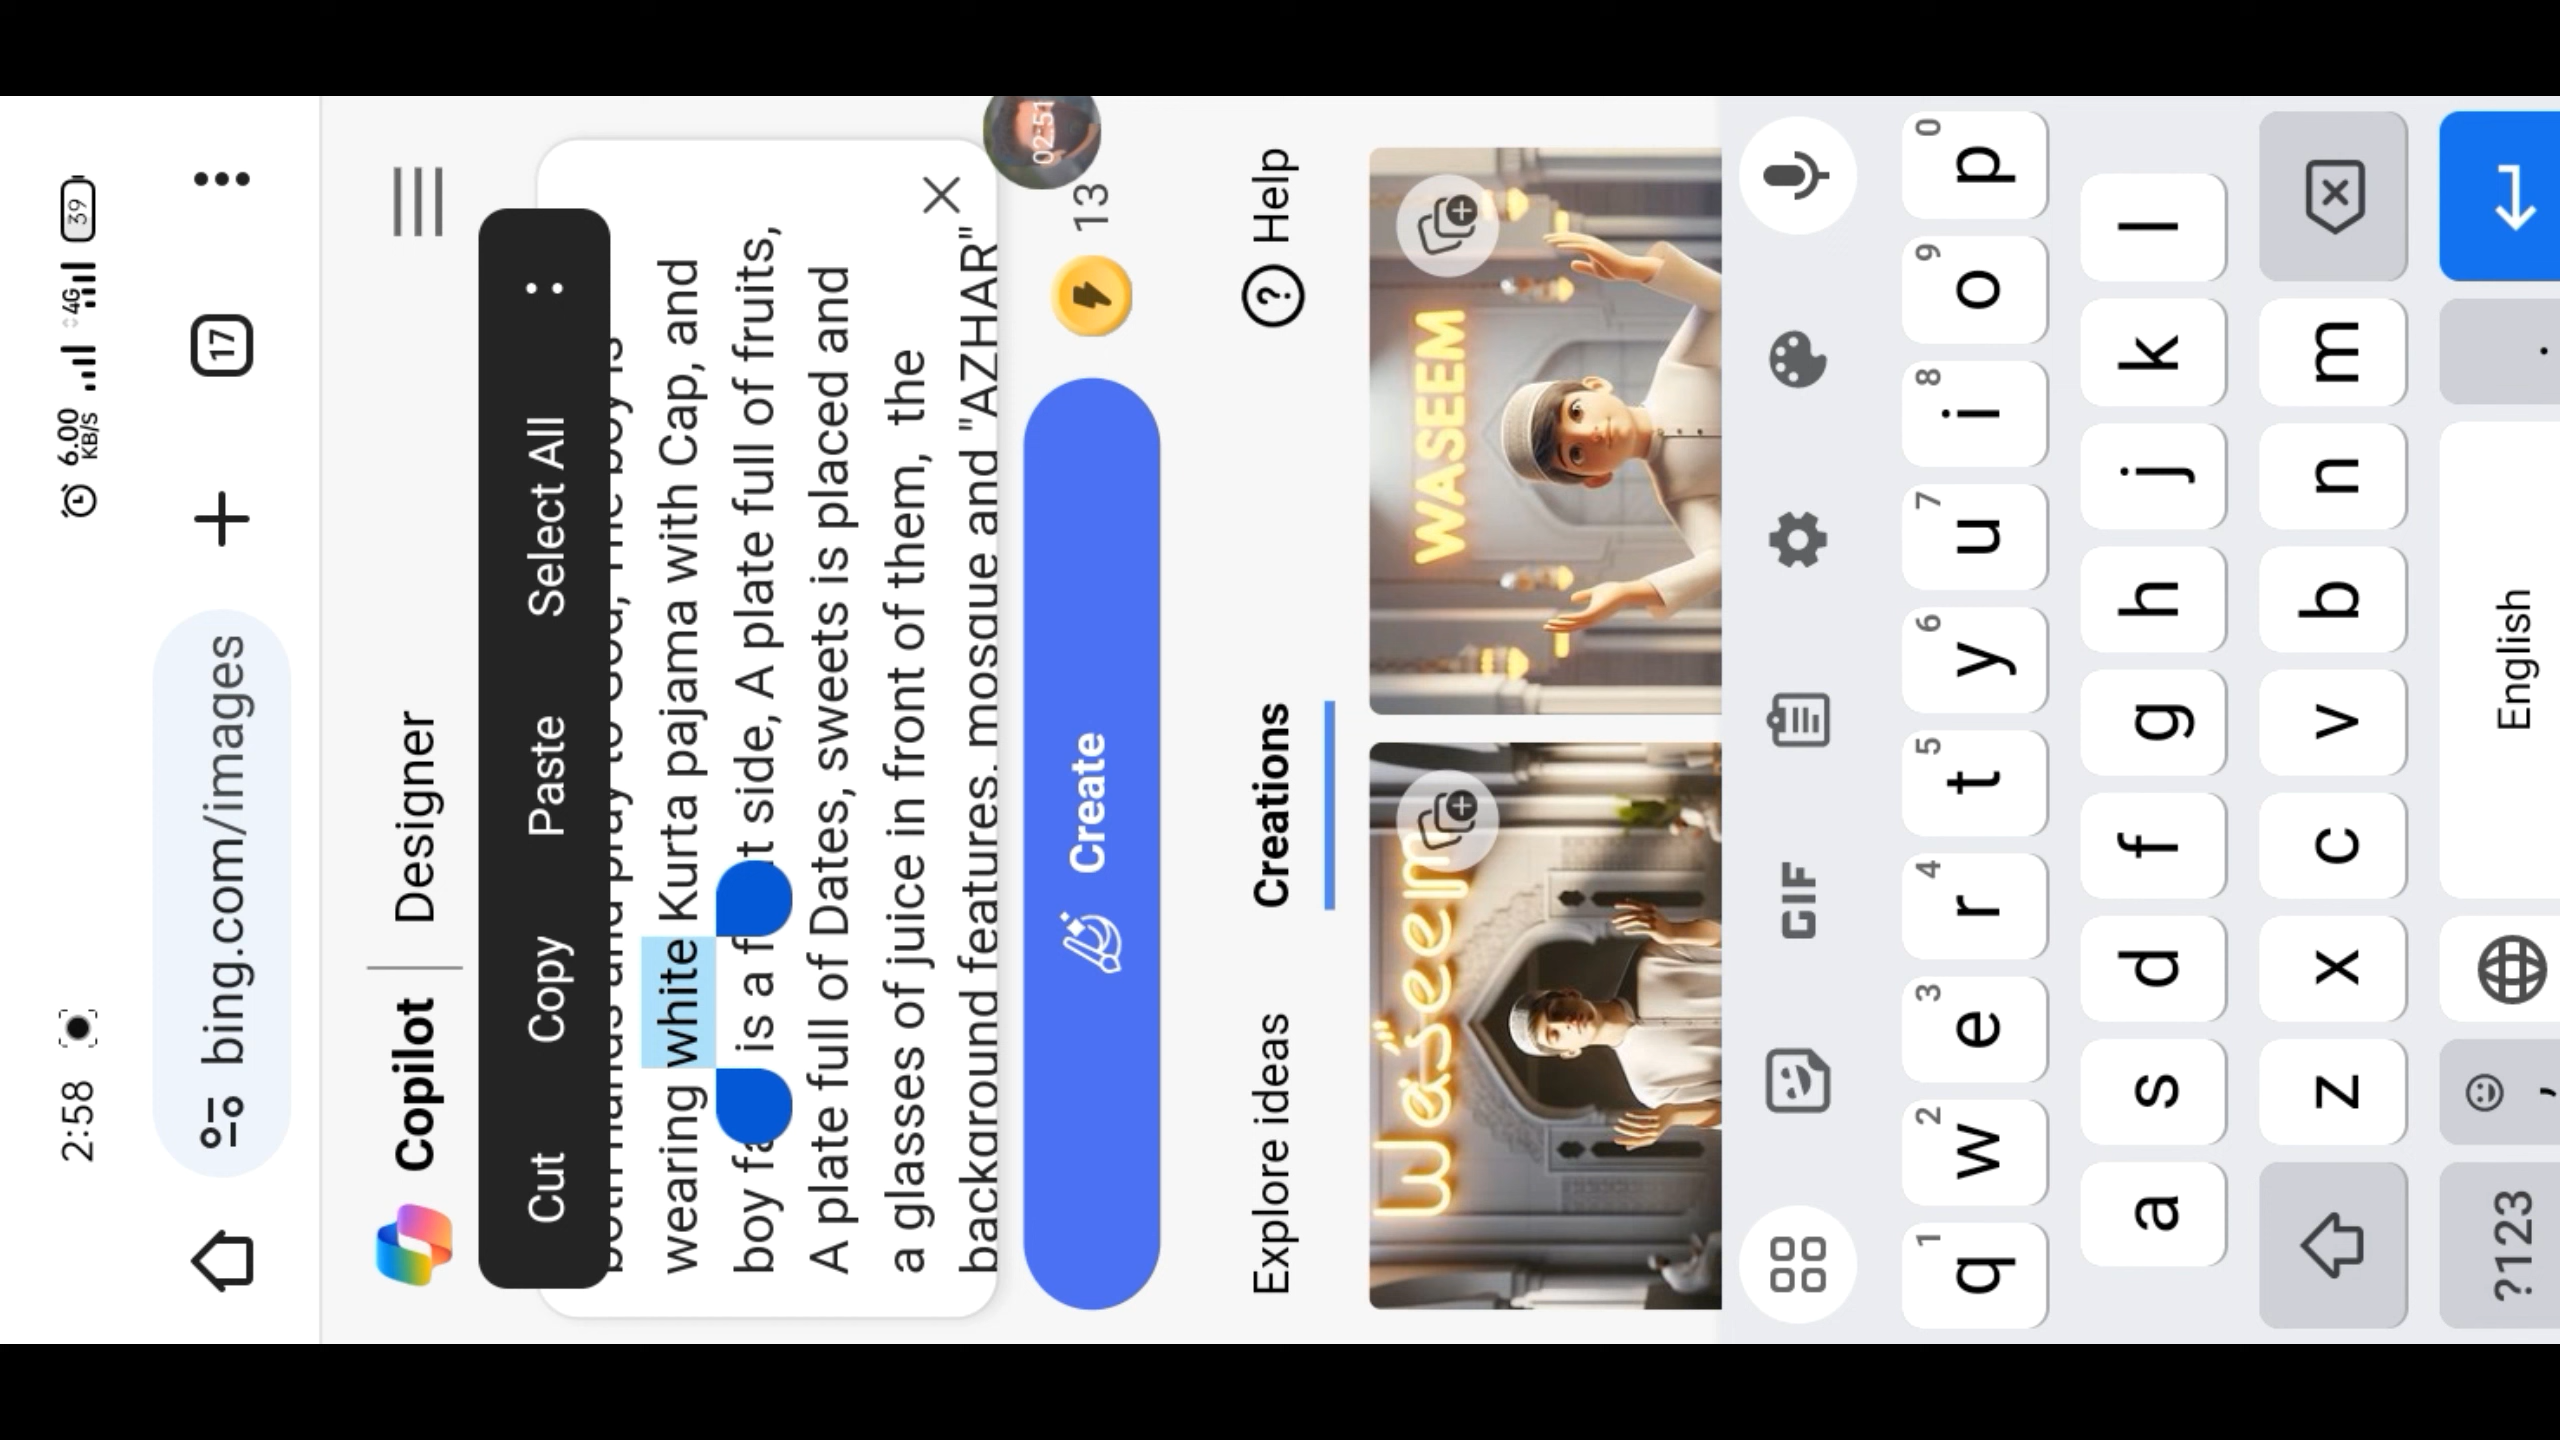 2:58 6.00 KB/S 4G 39
bing.com/images 17
Copilot | Designer
Cut Copy Paste Select All
wearing white Kurta pajama with Cap, and
boy is a side, A plate full of fruits,
A plate full of Dates, sweets is placed and
a glasses of juice in front of them, the
background features, mosque and "AZHAR"
02:51
Create 13
Explore ideas Creations Help
Waseem WASEEM
GIF
1 2 3 4 5 6 7 8 9 0
q w e r t y u i o p
a s d f g h j k l
z x c v b n m
?123 , English .